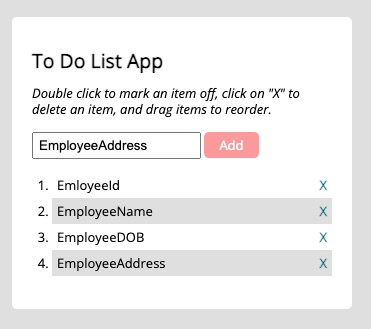 To Do List App
Double click to mark an item off, click on "X" to
delete an item, and drag items to reorder.
EmployeeAddress Add
1. EmloyeeId X
2. EmployeeName X
3. EmployeeDOB X
4. EmployeeAddress X